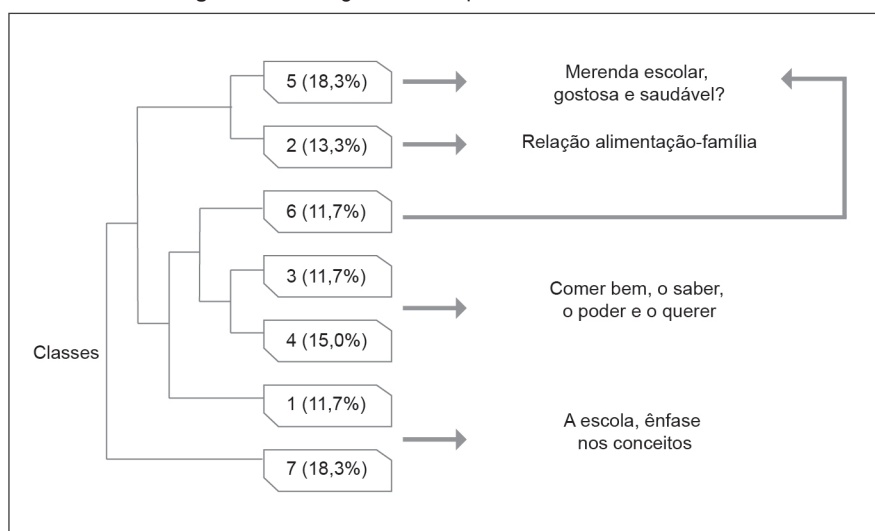 5 (18,3%)
Merenda escolar,
gostosa e saudável?
2 (13,3%)
Relação alimentação-família
6 (11,7%)
3 (11,7%)
Comer bem, o saber,
o poder e o querer
4 (15,0%)
Classes
1 (11,7%)
A escola, ênfase
nos conceitos
7 (18,3%)